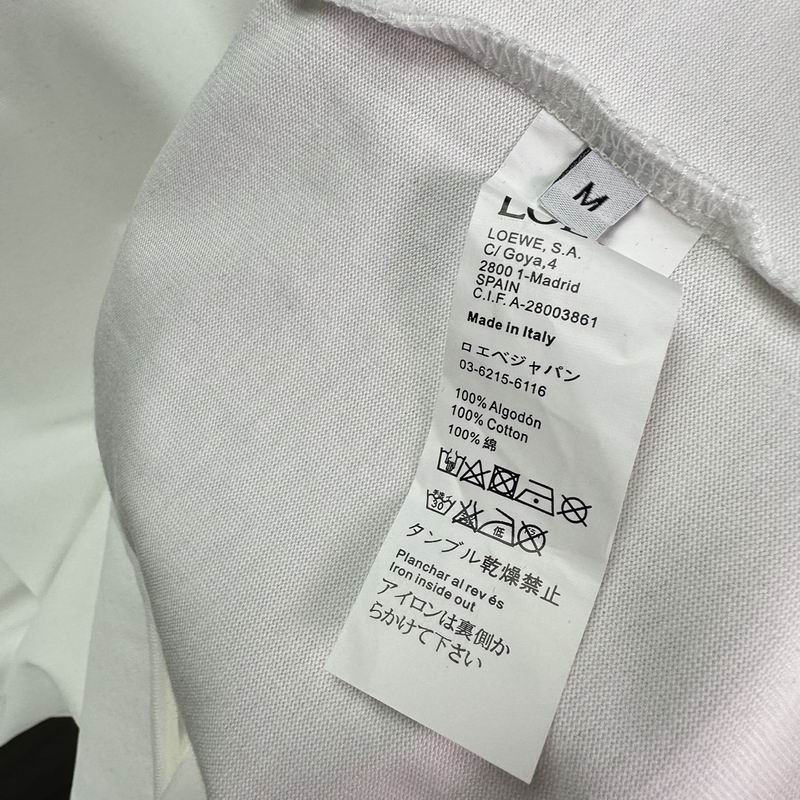 M
LOEWE, S.A.
C/ Goya,4
2800 1-Madrid
SPAIN
C.I.F. A-28003861
Made in Italy
ロエベジャパン
03-6215-6116
100% Algodón
100% Cotton
100% 綿
30
低
タンブル乾燥禁止
Planchar al rev és
Iron inside out
アイロンは裏側か
らかけて下さい